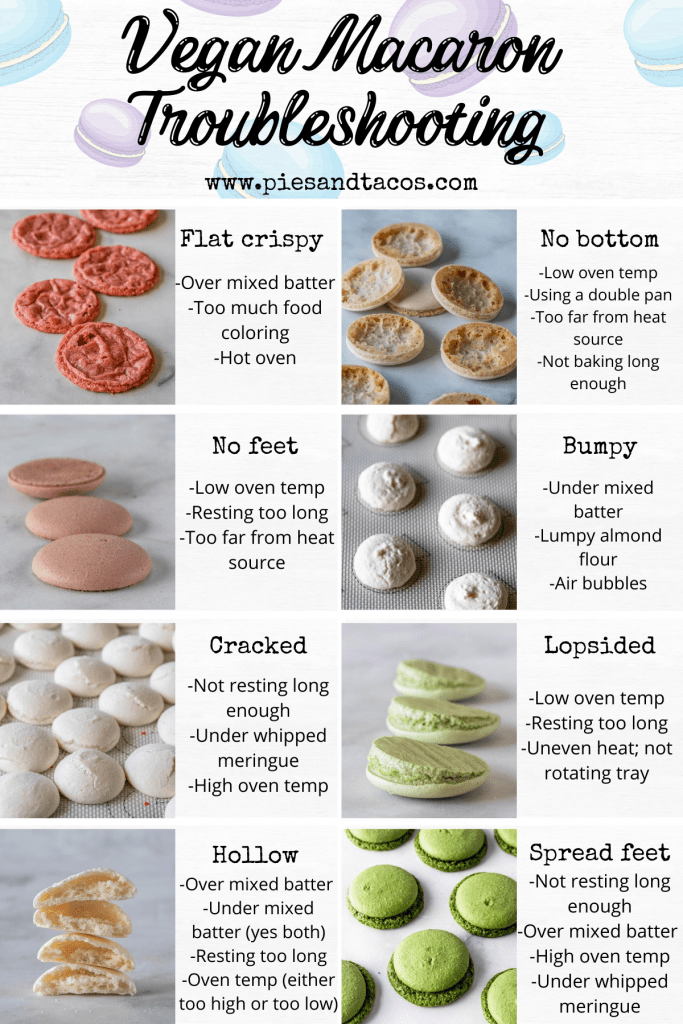 Vegan Macaron
Troubleshooting
www.piesandtacos.com
Flat crispy
-Over mixed batter
-Too much food
coloring
-Hot oven
No bottom
-Low oven temp
-Using a double pan
-Too far from heat
source
-Not baking long
enough
No feet
-Low oven temp
-Resting too long
-Too far from heat
source
Bumpy
-Under mixed
batter
-Lumpy almond
flour
-Air bubbles
Cracked
-Not resting long
enough
-Under whipped
meringue
-High oven temp
Lopsided
-Low oven temp
-Resting too long
-Uneven heat; not
rotating tray
Hollow
-Over mixed batter
-Under mixed
batter (yes both)
-Resting too long
-Oven temp (either
too high or too low)
Spread feet
-Not resting long
enough
-Over mixed batter
-High oven temp
-Under whipped
meringue